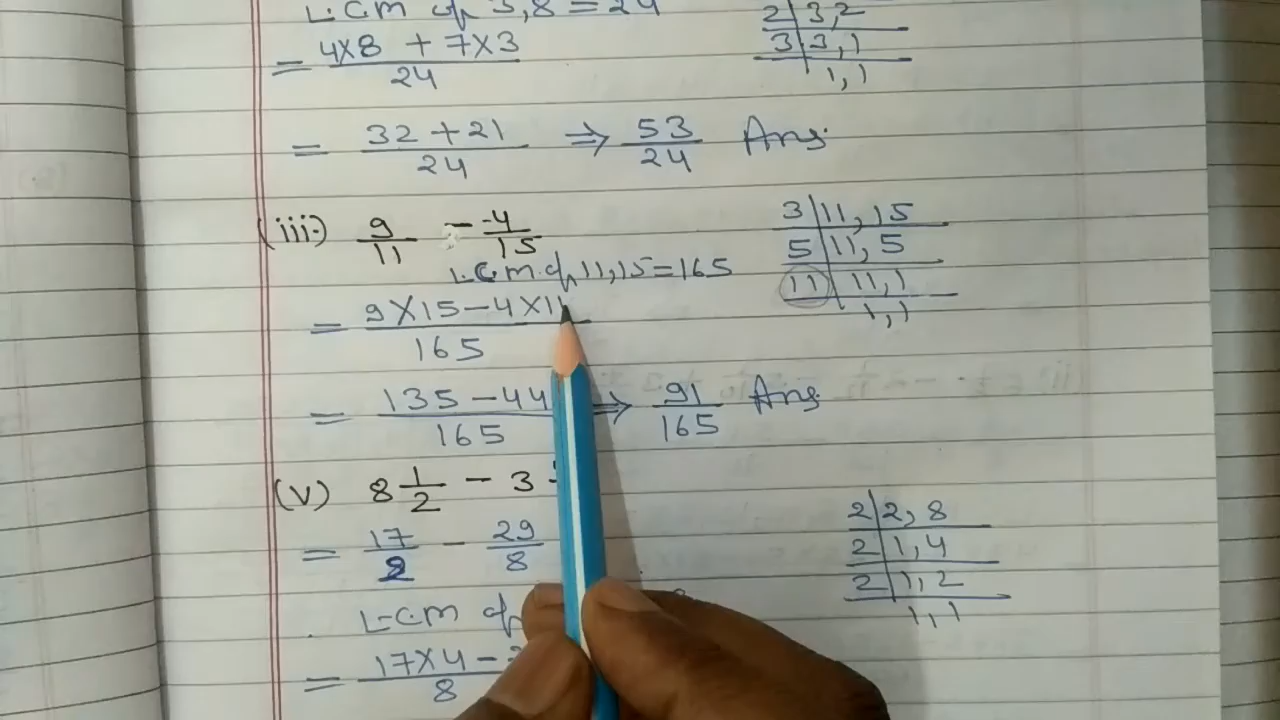 L.C.M of 3,8 = 24
= 4×8 + 7×3 / 24
2 | 3,2
3 | 3,1
1,1
= 32 + 21 / 24 ⇒ 53/24 Ans.
(iii) 9/11 - -4/15
L.C.M. of 11,15 = 165
3 | 11,15
5 | 11,5
11 | 11,1
1,1
= 9×15 - 4×11 / 165
= 135 - 44 / 165 ⇒ 91/165 Ans.
(V) 8 1/2 - 3
= 17/2 - 29/8
2 | 2,8
2 | 1,4
2 | 1,2
1,1
L.C.M of
= 17×4 - / 8